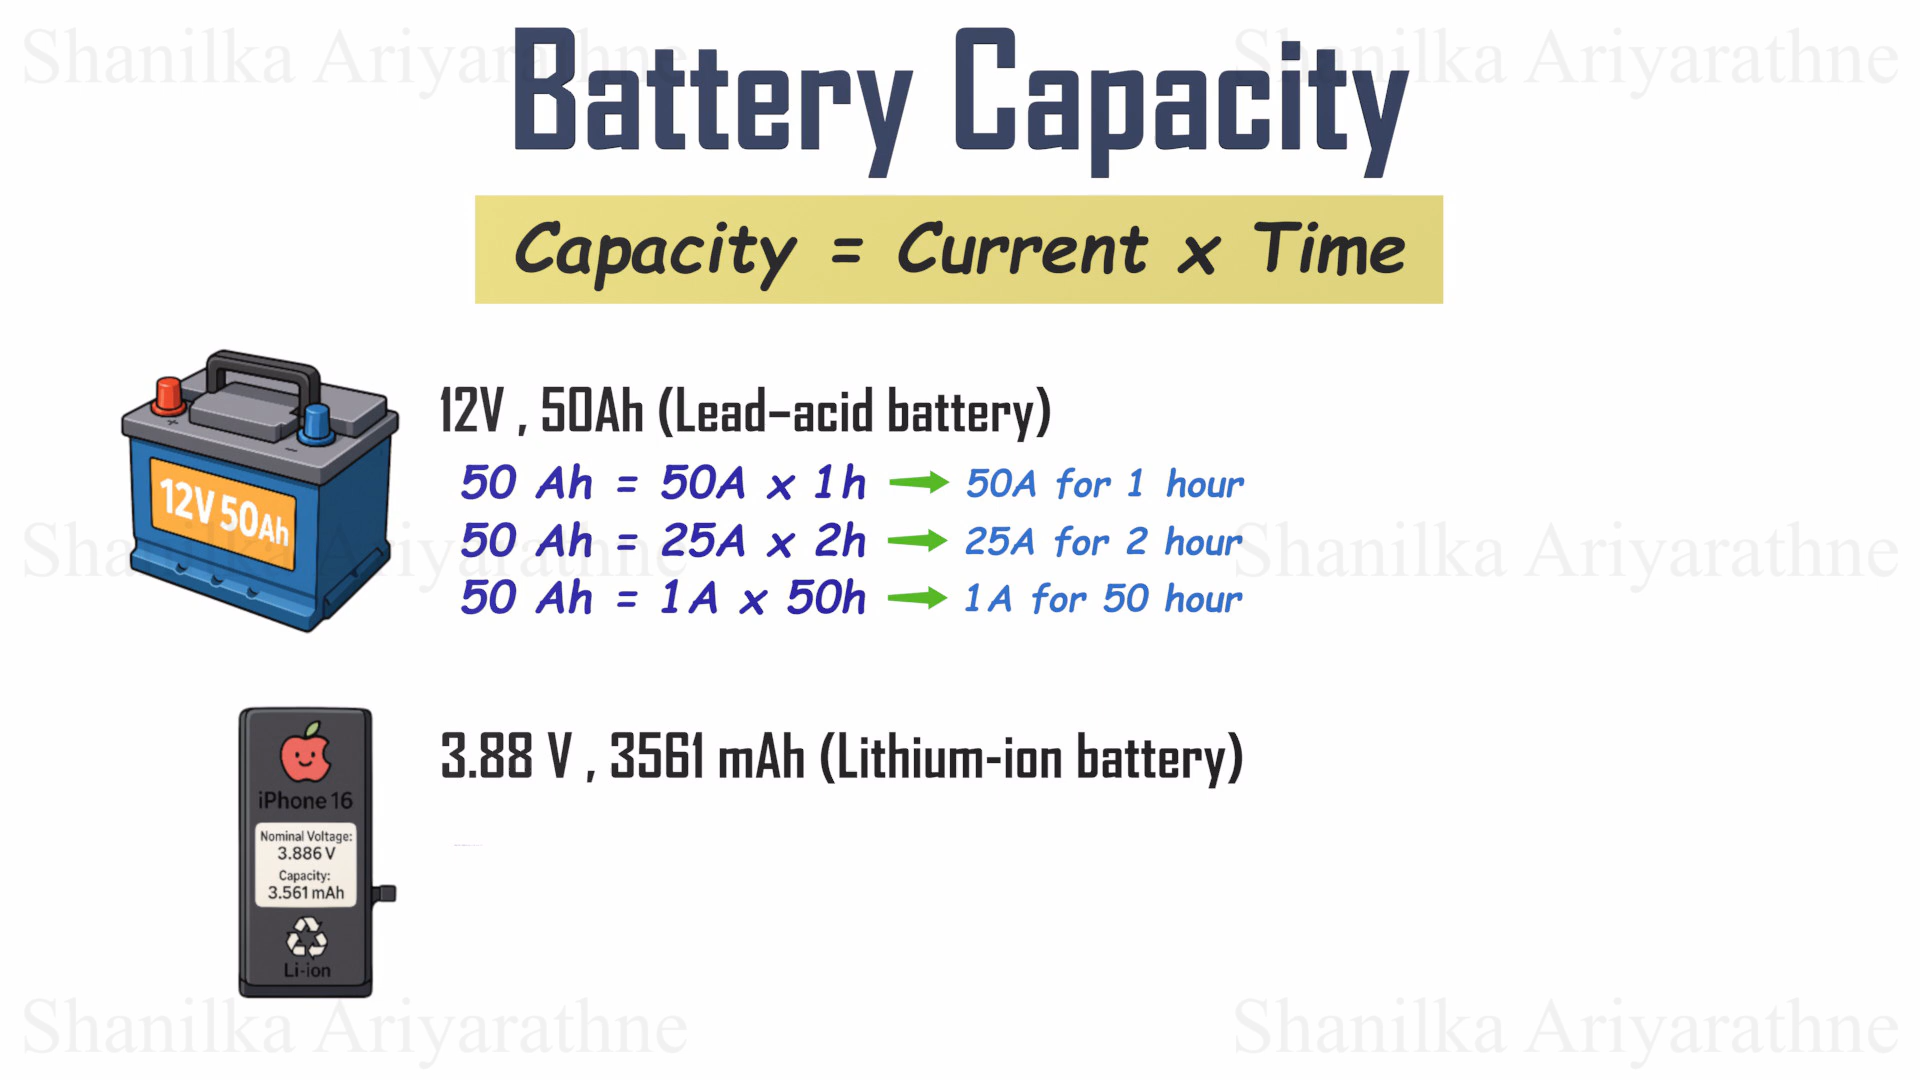 Shanilka Ariyarathne
Shanilka Ariyarathne
Battery Capacity
Capacity = Current x Time
12V 50Ah
12V , 50Ah (Lead-acid battery)
50 Ah = 50A x 1h 50A for 1 hour
50 Ah = 25A x 2h 25A for 2 hour
50 Ah = 1A x 50h 1A for 50 hour
Shanilka Ariyarathne
Shanilka Ariyarathne
iPhone 16
Nominal Voltage:
3.886 V
Capacity:
3.561 mAh
Li-ion
3.88 V , 3561 mAh (Lithium-ion battery)
Shanilka Ariyarathne
Shanilka Ariyarathne